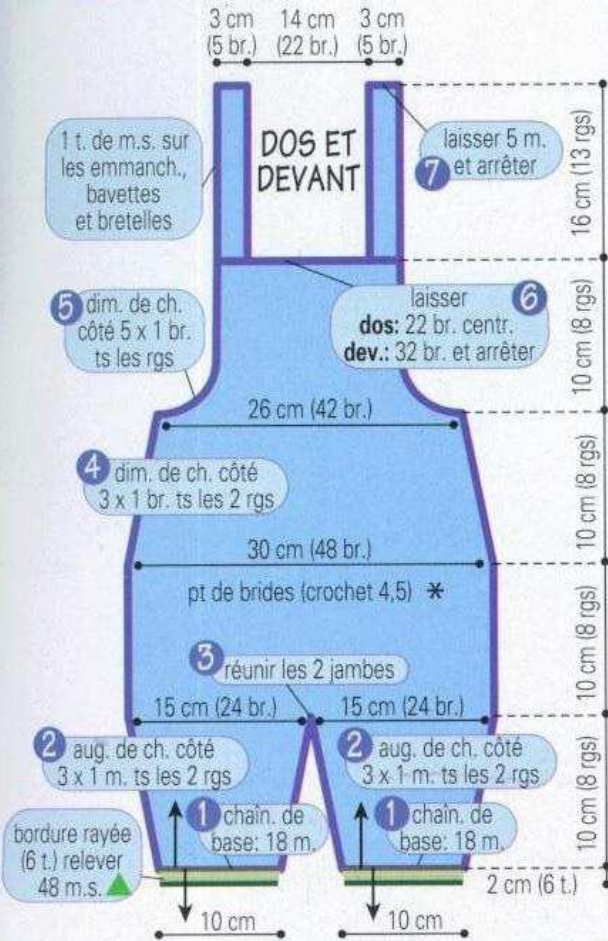 3 cm
(5 br.)
14 cm
(22 br.)
3 cm
(5 br.)
1 t. de m.s. sur
les emmanch.,
bavettes
et bretelles
DOS ET
DEVANT
laisser 5 m.
7 et arrêter
16 cm (13 rgs)
5 dim. de ch.
côté 5 x 1 br.
ts les rgs
laisser 6
dos: 22 br. centr.
dev.: 32 br. et arrêter
10 cm (8 rgs)
26 cm (42 br.)
4 dim. de ch. côté
3 x 1 br. ts les 2 rgs
10 cm (8 rgs)
30 cm (48 br.)
pt de brides (crochet 4,5) *
10 cm (8 rgs)
3 réunir les 2 jambes
15 cm (24 br.)
15 cm (24 br.)
2 aug. de ch. côté
3 x 1 m. ts les 2 rgs
2 aug. de ch. côté
3 x 1 m. ts les 2 rgs
10 cm (8 rgs)
1 chaîn. de
base: 18 m.
1 chaîn. de
base: 18 m.
bordure rayée
(6 t.) relever
48 m.s.
2 cm (6 t.)
10 cm
10 cm